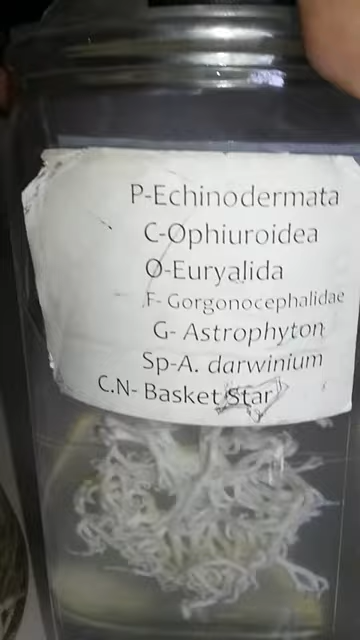 P-Echinodermata
C-Ophiuroidea
O-Euryalida
F- Gorgonocephalidae
G- Astrophyton
Sp-A. darwinium
C.N- Basket Star